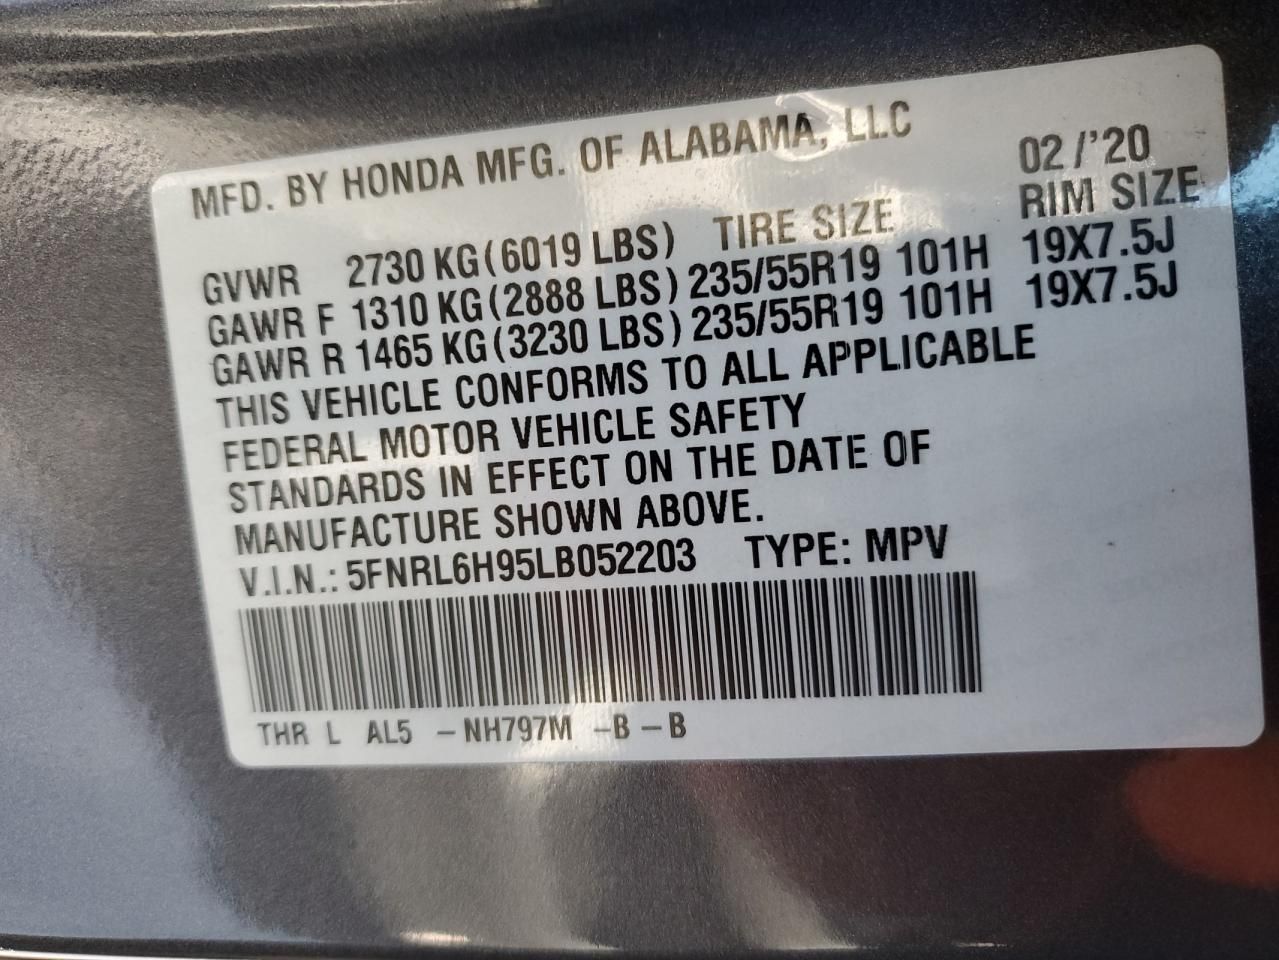 MFD. BY HONDA MFG. OF ALABAMA, LLC 02/'20
GVWR 2730 KG(6019 LBS) TIRE SIZE RIM SIZE
GAWR F 1310 KG(2888 LBS) 235/55R19 101H 19X7.5J
GAWR R 1465 KG(3230 LBS) 235/55R19 101H 19X7.5J
THIS VEHICLE CONFORMS TO ALL APPLICABLE
FEDERAL MOTOR VEHICLE SAFETY
STANDARDS IN EFFECT ON THE DATE OF
MANUFACTURE SHOWN ABOVE.
V.I.N.: 5FNRL6H95LB052203 TYPE: MPV
THR L AL5 -NH797M -B-B